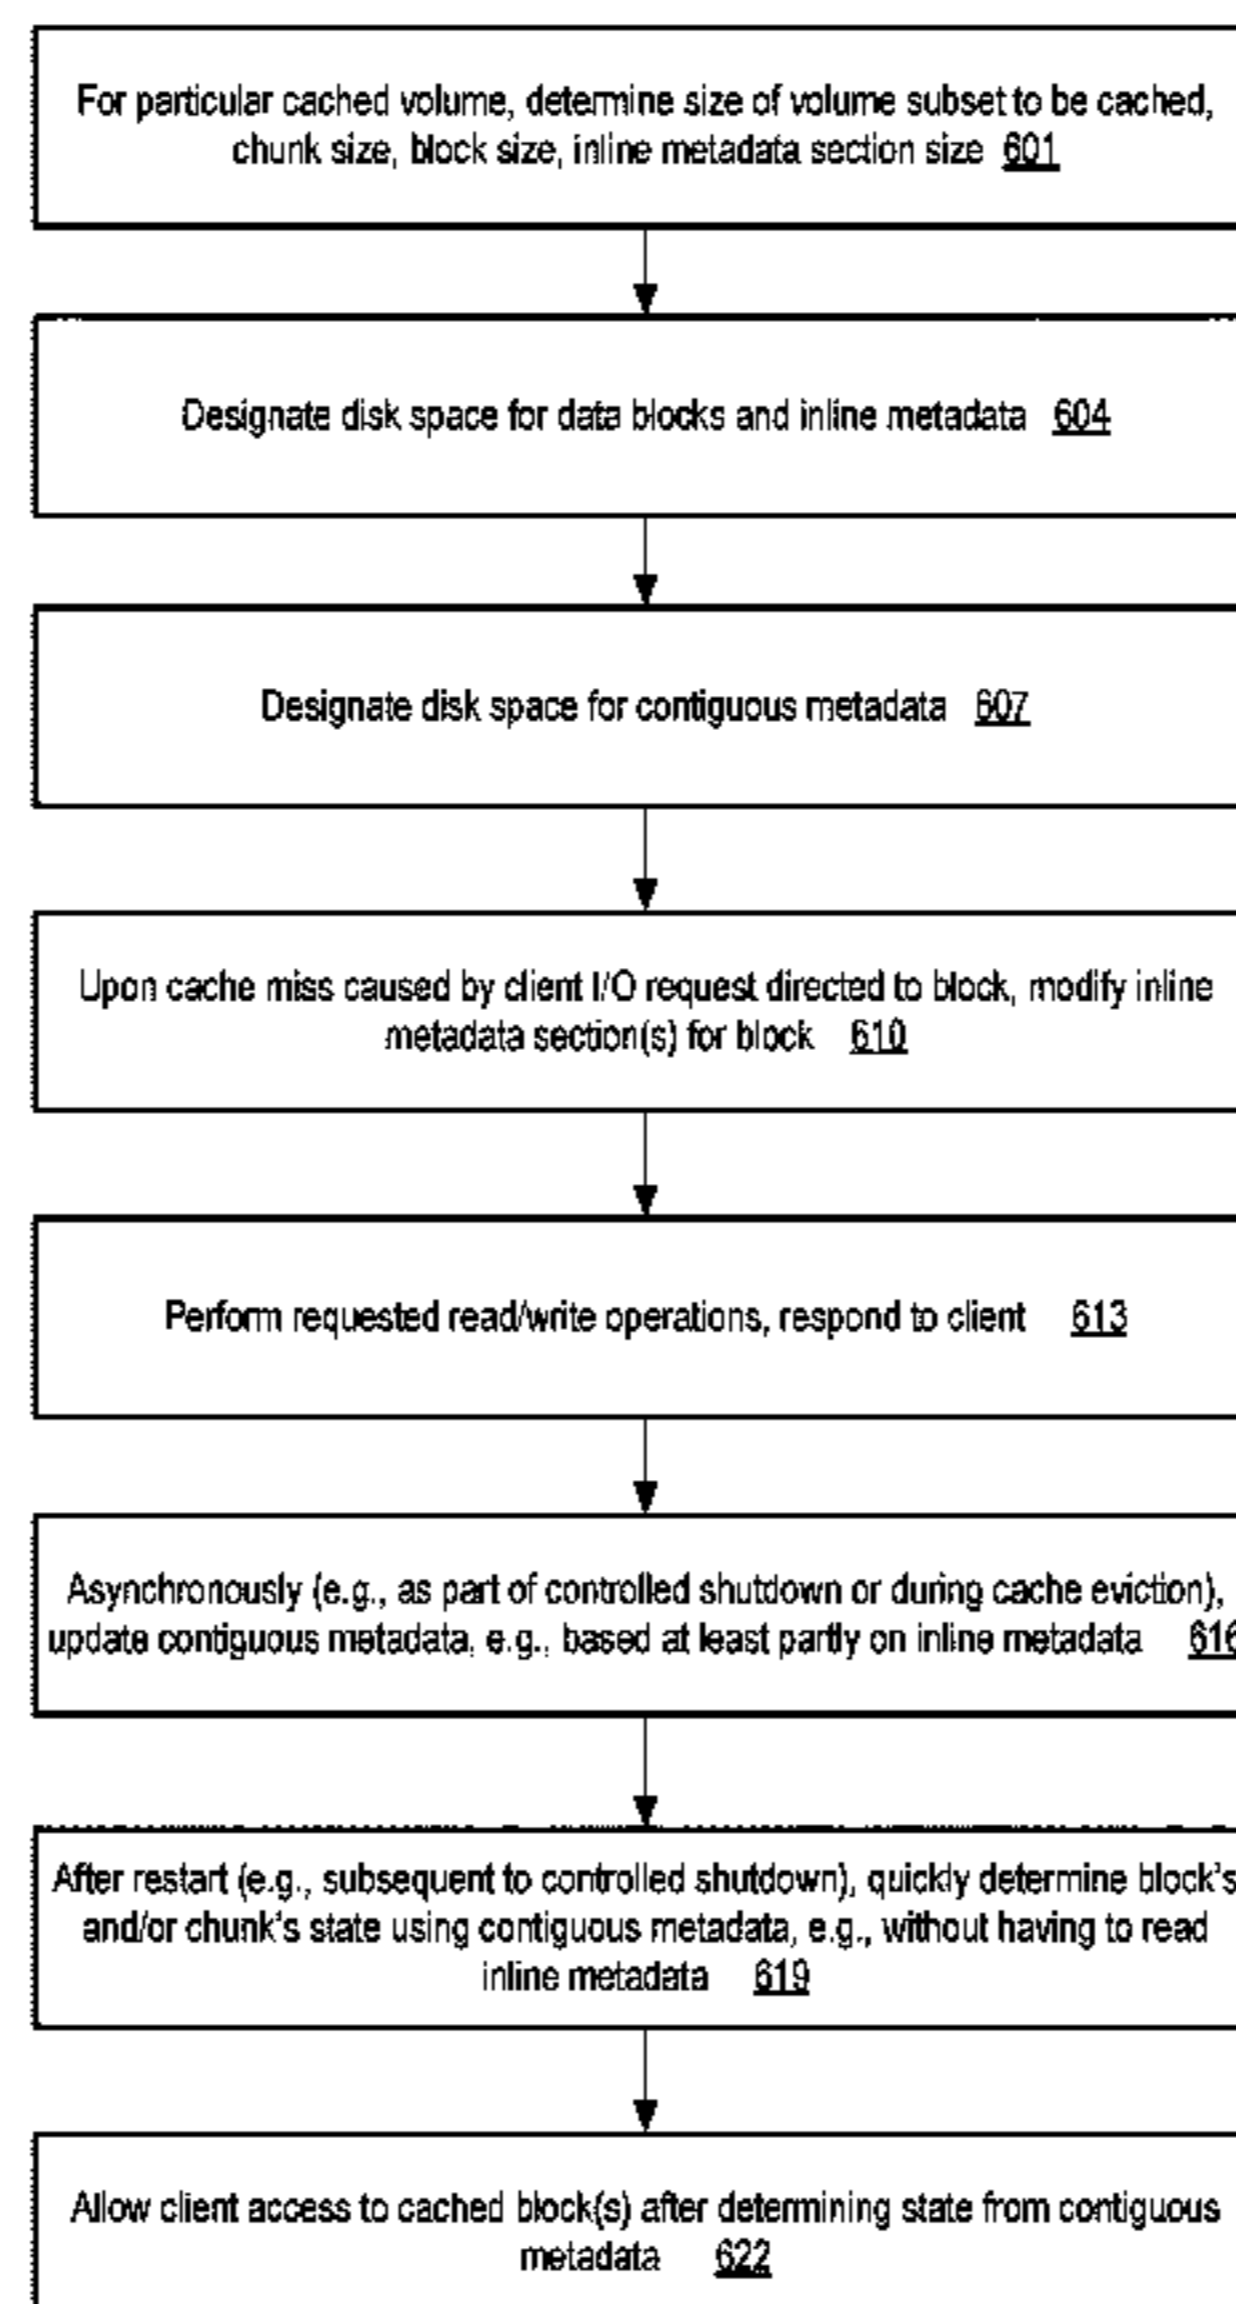 For particular cached volume, determine size of volume subset to be cached,
chunk size, block size, inline metadata section size 601
Designate disk space for data blocks and inline metadata 604
Designate disk space for contiguous metadata 607
Upon cache miss caused by client I/O request directed to block, modify inline
metadata section(s) for block 610
Perform requested read/write operations, respond to client 613
Asynchronously (e.g., as part of controlled shutdown or during cache eviction),
update contiguous metadata, e.g., based at least partly on inline metadata 616
After restart (e.g., subsequent to controlled shutdown), quickly determine block's
and/or chunk's state using contiguous metadata, e.g., without having to read
inline metadata 619
Allow client access to cached block(s) after determining state from contiguous
metadata 622